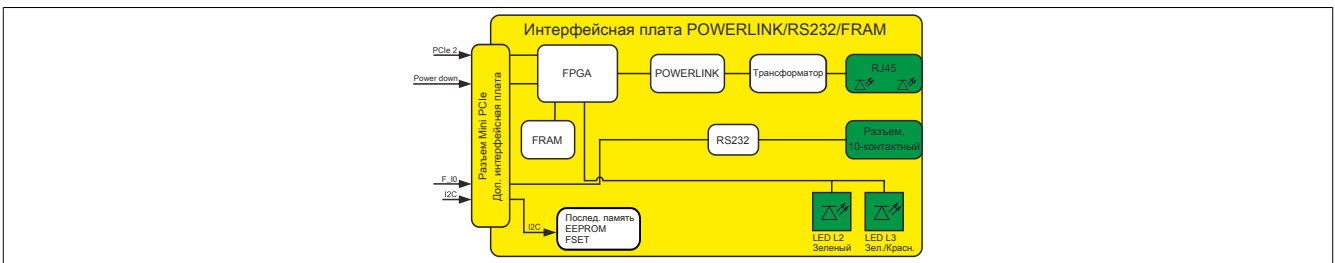 Интерфейсная плата POWERLINK/RS232/FRAM
PCIe 2
Power down
F_I0
I2C
Разъем Mini PCIe
Доп. интерфейсная плата
FPGA
POWERLINK
Трансформатор
RJ45
FRAM
RS232
Разъем,
10-контактный
I2C
Послед. память
EEPROM
FSET
LED L2
Зеленый
LED L3
Зел./Красн.